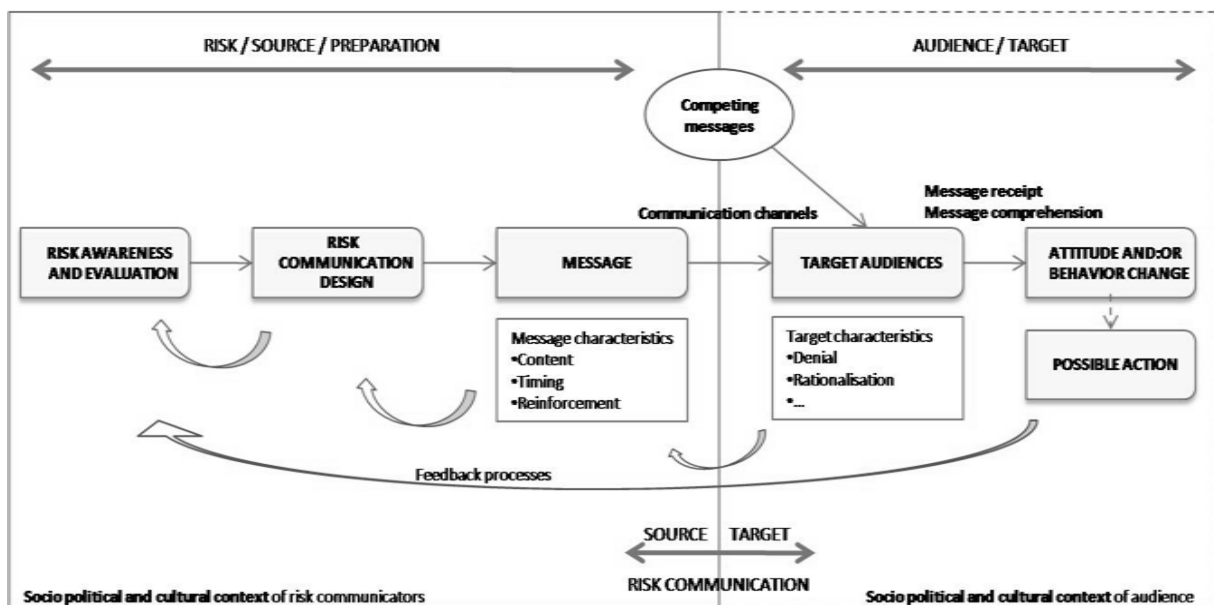 RISK / SOURCE / PREPARATION
AUDIENCE / TARGET
Competing
messages
Communication channels
Message receipt
Message comprehension
RISK AWARENESS
AND EVALUATION
RISK
COMMUNICATION
DESIGN
MESSAGE
TARGET AUDIENCES
ATTITUDE AND:OR
BEHAVIOR CHANGE
Message characteristics
•Content
•Timing
•Reinforcement
Target characteristics
•Denial
•Rationalisation
•...
POSSIBLE ACTION
Feedback processes
SOURCE TARGET
RISK COMMUNICATION
Socio political and cultural context of risk communicators
Socio political and cultural context of audience